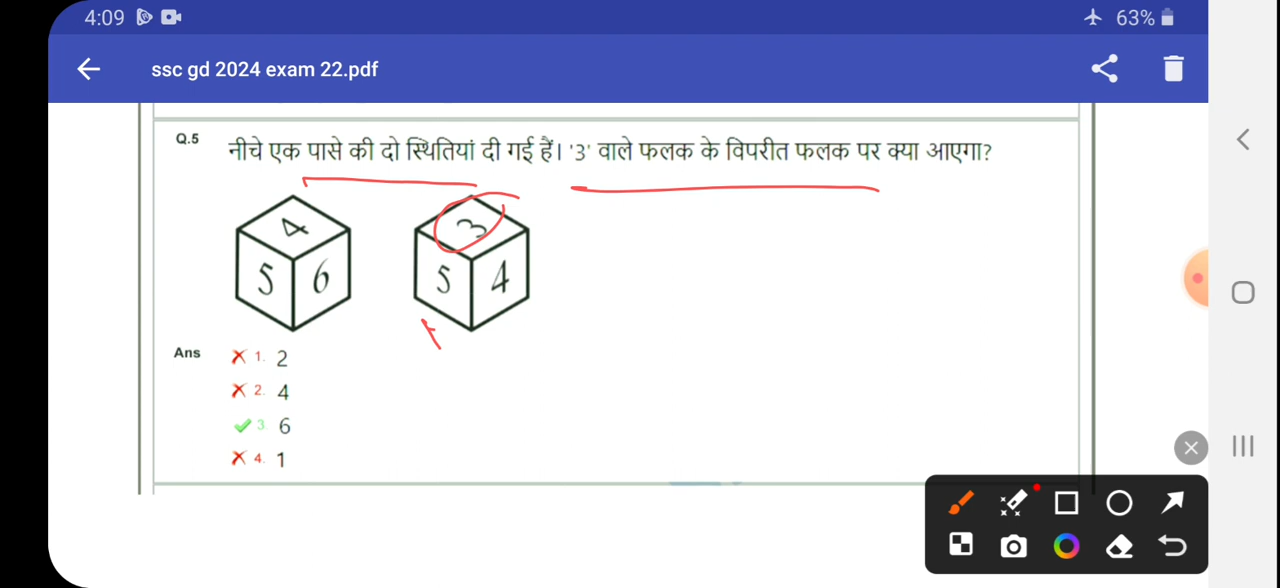 4:09
63%
ssc gd 2024 exam 22.pdf
Q.5 नीचे एक पासे की दो स्थितियां दी गई हैं। '3' वाले फलक के विपरीत फलक पर क्या आएगा?
4 3
5 6 5 4
Ans 1. 2
2. 4
3. 6
4. 1